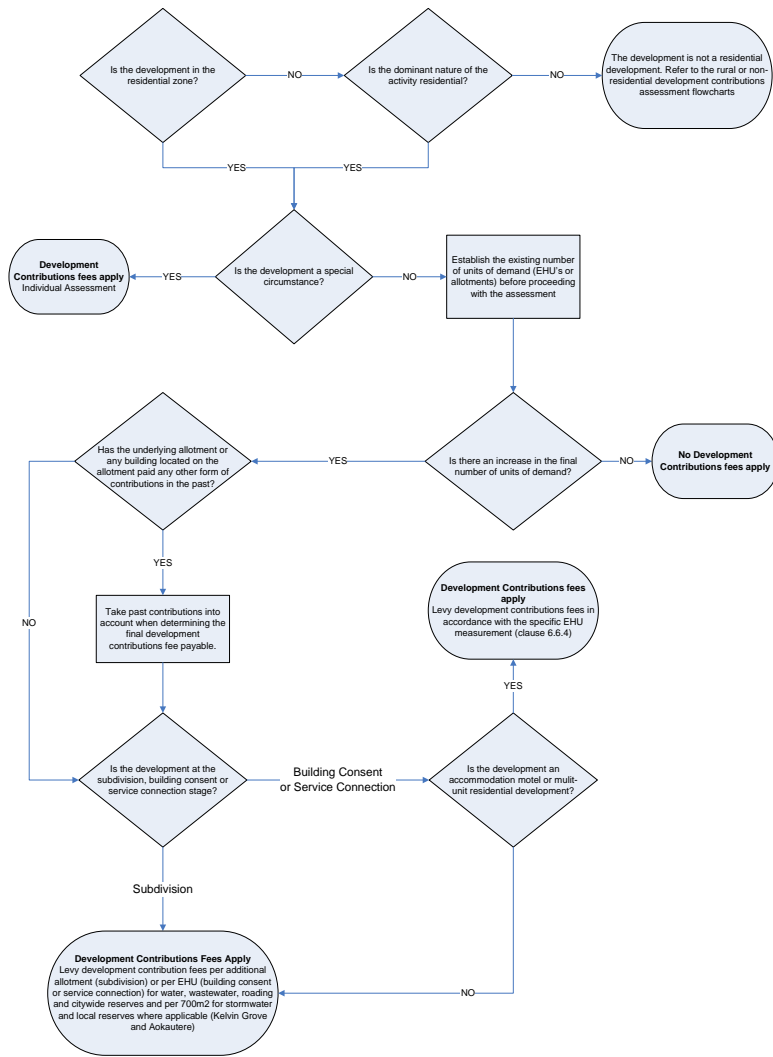 Is the development in the
residential zone?
NO
Is the dominant nature of the
activity residential?
NO
The development is not a residential
development. Refer to the rural or non-
residential development contributions
assessment flowcharts
YES
YES
Development
Contributions fees apply
Individual Assessment
YES
Is the development a special
circumstance?
NO
Establish the existing number
of units of demand (EHU's or
allotments) before proceeding
with the assessment
Has the underlying allotment or
any building located on the
allotment paid any other form of
contributions in the past?
YES
Is there an increase in the final
number of units of demand?
NO
No Development
Contributions fees apply
YES
NO
Take past contributions into
account when determining the
final development
contributions fee payable.
Development Contributions fees
apply
Levy development contributions fees in
accordance with the specific EHU
measurement (clause 6.6.4)
YES
Is the development at the
subdivision, building consent or
service connection stage?
Building Consent
or Service Connection
Is the development an
accommodation motel or mulit-
unit residential development?
Subdivision
NO
Development Contributions Fees Apply
Levy development contribution fees per additional
allotment (subdivision) or per EHU (building consent
or service connection) for water, wastewater, roading
and citywide reserves and per 700m2 for stormwater
and local reserves where applicable (Kelvin Grove
and Aokautere)